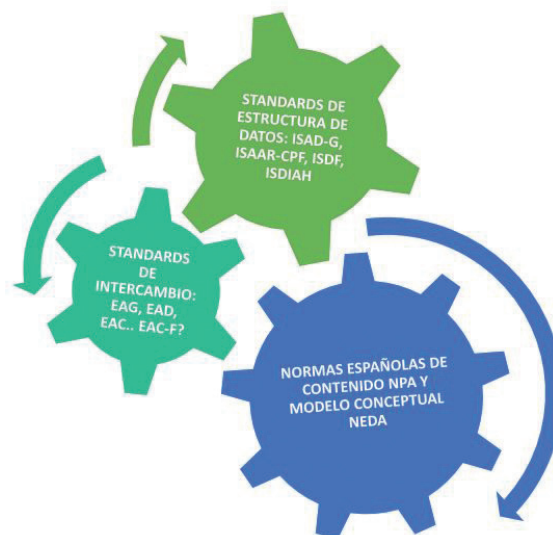 STANDARDS DE
ESTRUCTURA DE
DATOS: ISAD-G,
ISAAR-CPF, ISDF,
ISDIAH
STANDARDS
DE
INTERCAMBIO:
EAG, EAD,
EAC.. EAC-F?
NORMAS ESPAÑOLAS DE
CONTENIDO NPA Y
MODELO CONCEPTUAL
NEDA